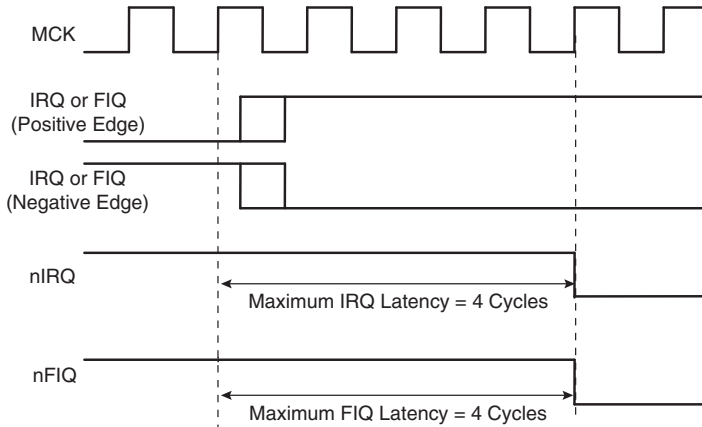 MCK
IRQ or FIQ
(Positive Edge)
IRQ or FIQ
(Negative Edge)
nIRQ
Maximum IRQ Latency = 4 Cycles
nFIQ
Maximum FIQ Latency = 4 Cycles